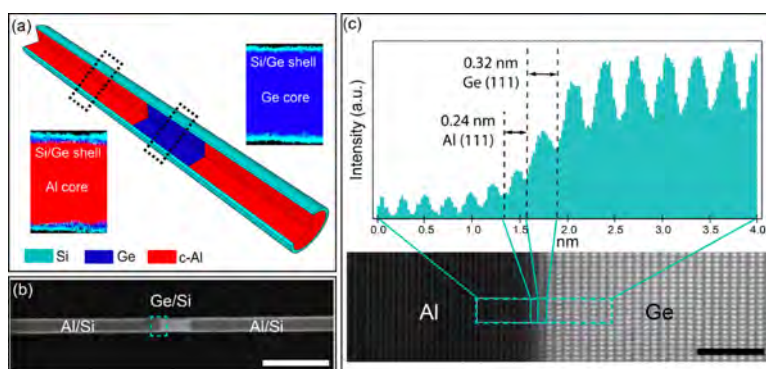 (a)
Si/Ge shell
Ge core
Si/Ge shell
Al core
Si Ge c-Al
(b)
Ge/Si
Al/Si Al/Si
(c)
Intensity (a.u.)
0.32 nm
Ge (111)
0.24 nm
Al (111)
0.0 0.5 1.0 1.5 2.0 2.5 3.0 3.5 4.0
nm
Al Ge